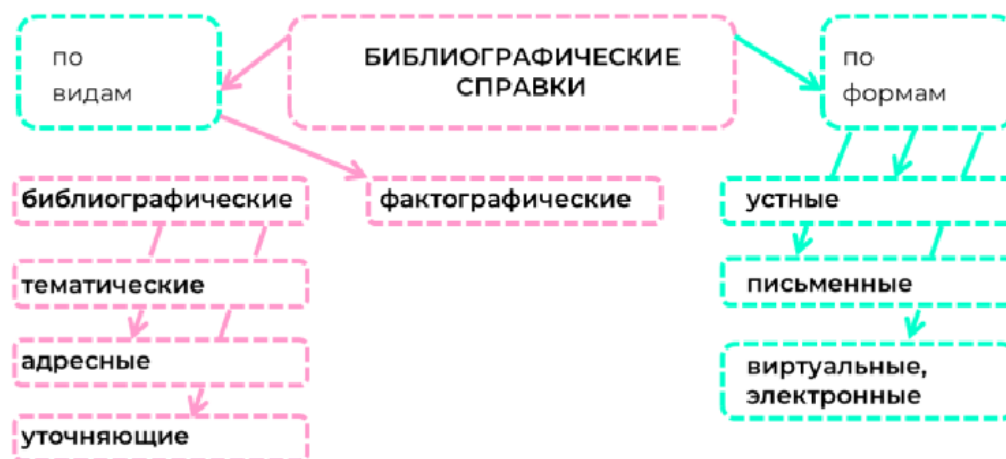 по
видам
БИБЛИОГРАФИЧЕСКИЕ
СПРАВКИ
по
формам
библиографические
фактографические
устные
тематические
письменные
адресные
виртуальные,
электронные
уточняющие